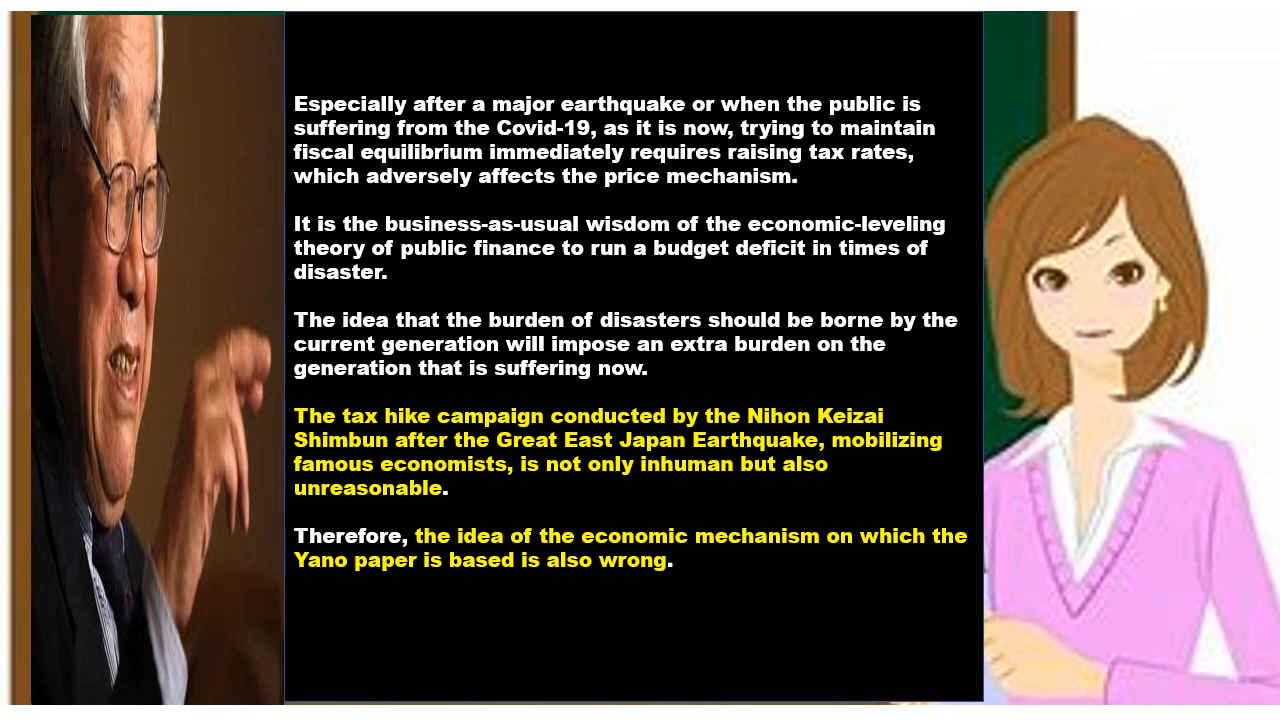 Especially after a major earthquake or when the public is
suffering from the Covid-19, as it is now, trying to maintain
fiscal equilibrium immediately requires raising tax rates,
which adversely affects the price mechanism.
It is the business-as-usual wisdom of the economic-leveling
theory of public finance to run a budget deficit in times of
disaster.
The idea that the burden of disasters should be borne by the
current generation will impose an extra burden on the
generation that is suffering now.
The tax hike campaign conducted by the Nihon Keizai
Shimbun after the Great East Japan Earthquake, mobilizing
famous economists, is not only inhuman but also
unreasonable.
Therefore, the idea of the economic mechanism on which the
Yano paper is based is also wrong.